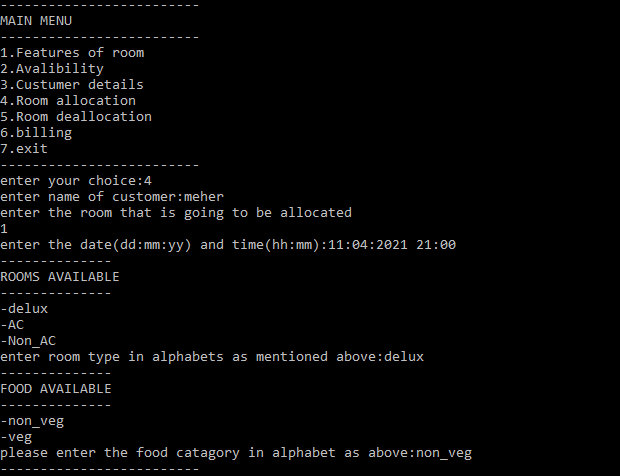 -------------------------
MAIN MENU
-------------------------
1.Features of room
2.Avalibility
3.Custumer details
4.Room allocation
5.Room deallocation
6.billing
7.exit
-------------------------
enter your choice:4
enter name of customer:meher
enter the room that is going to be allocated
1
enter the date(dd:mm:yy) and time(hh:mm):11:04:2021 21:00
--------------
ROOMS AVAILABLE
--------------
-delux
-AC
-Non_AC
enter room type in alphabets as mentioned above:delux
--------------
FOOD AVAILABLE
--------------
-non_veg
-veg
please enter the food catagory in alphabet as above:non_veg
-------------------------